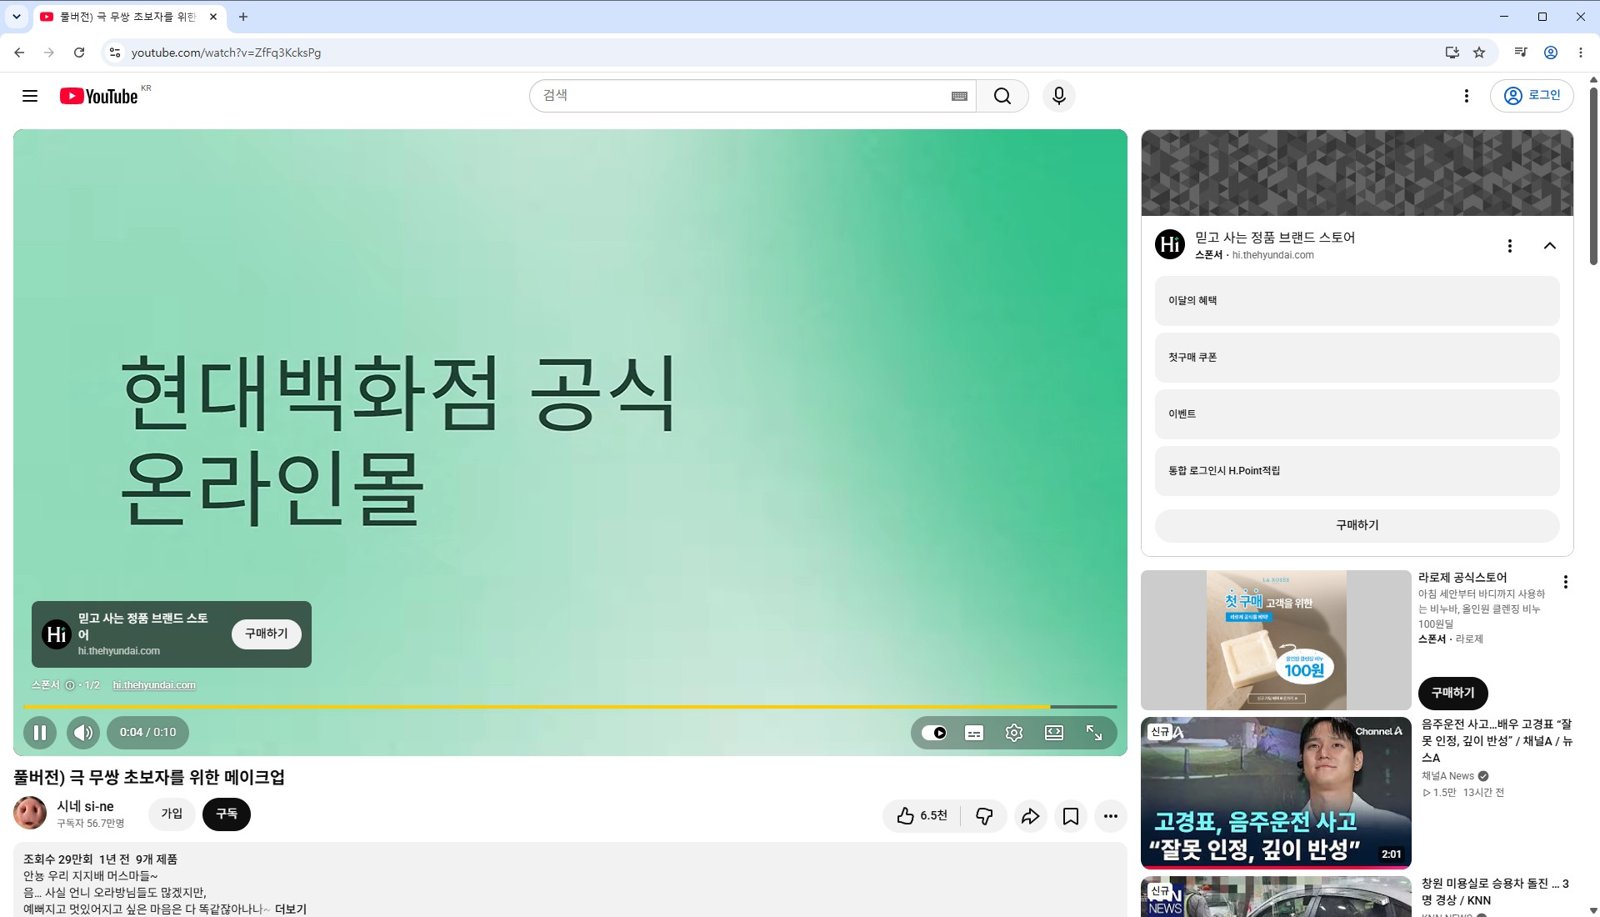 풀버전) 극 무쌍 초보자를 위한
youtube.com/watch?v=ZfFq3KcksPg
YouTube KR
검색
로그인
현대백화점 공식
온라인몰
Hi
믿고 사는 정품 브랜드 스토
어
hi.thehyundai.com
구매하기
스폰서 · 1/2 hi.thehyundai.com
0:04 / 0:10
풀버전) 극 무쌍 초보자를 위한 메이크업
시네 si-ne
구독자 56.7만명
가입
구독
6.5천
조회수 29만회 1년 전 9개 제품
안뇽 우리 지지배 머스마들~
음... 사실 언니 오라방님들도 많겠지만,
예뻐지고 멋있어지고 싶은 마음은 다 똑같잖아나나~ 더보기
Hi
믿고 사는 정품 브랜드 스토어
스폰서 · hi.thehyundai.com
이달의 혜택
첫구매 쿠폰
이벤트
통합 로그인시 H.Point적립
구매하기
첫 구매 고객을 위한
100원
라로제 공식스토어
아침 세안부터 바디까지 사용하
는 비누바, 올인원 클렌징 비누
100원딜
스폰서 · 라로제
구매하기
신규
Channel A
고경표, 음주운전 사고
“잘못 인정, 깊이 반성”
2:01
음주운전 사고...배우 고경표 “잘
못 인정, 깊이 반성” / 채널A / 뉴
스A
채널A News
1.5만 13시간 전
신규
NEWS
창원 미용실로 승용차 돌진 ... 3
명 경상 / KNN